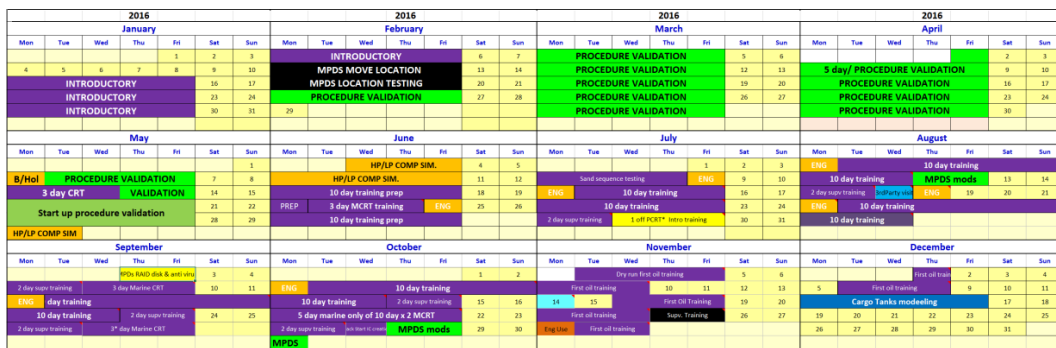 2016 2016 2016 2016
January February March April
Mon Tue Wed Thu Fri Sat Sun Mon Tue Wed Thu Fri Sat Sun Mon Tue Wed Thu Fri Sat Sun Mon Tue Wed Thu Fri Sat Sun
1 2 3 INTRODUCTORY 6 7 PROCEDURE VALIDATION 5 6 2 3
4 5 6 7 8 9 10 MPDS MOVE LOCATION 13 14 PROCEDURE VALIDATION 12 13 5 day/ PROCEDURE VALIDATION 9 10
INTRODUCTORY 16 17 MPDS LOCATION TESTING 20 21 PROCEDURE VALIDATION 19 20 PROCEDURE VALIDATION 16 17
INTRODUCTORY 23 24 PROCEDURE VALIDATION 27 28 PROCEDURE VALIDATION 26 27 PROCEDURE VALIDATION 23 24
INTRODUCTORY 30 31 29 PROCEDURE VALIDATION PROCEDURE VALIDATION 30
May June July August
Mon Tue Wed Thu Fri Sat Sun Mon Tue Wed Thu Fri Sat Sun Mon Tue Wed Thu Fri Sat Sun Mon Tue Wed Thu Fri Sat Sun
1 HP/LP COMP SIM. 4 5 1 2 3 ENG 10 day training
B/Hol PROCEDURE VALIDATION 7 8 HP/LP COMP SIM. 11 12 Sand sequence testing ENG 9 10 10 day training MPDS mods 13 14
3 day CRT VALIDATION 14 15 10 day training prep 18 19 ENG 10 day training 16 17 2 day supv training 3rdParty visit ENG 19 20 21
Start up procedure validation 21 22 PREP 3 day MCRT training ENG 25 26 10 day training 23 24 ENG 10 day training
28 29 10 day training prep 2 day supv training 1 off PCRT* Intro training 30 31 10 day training
HP/LP COMP SIM
September October November December
Mon Tue Wed Thu Fri Sat Sun Mon Tue Wed Thu Fri Sat Sun Mon Tue Wed Thu Fri Sat Sun Mon Tue Wed Thu Fri Sat Sun
MPDs RAID disk & anti viru 3 4 1 2 Dry run first oil training 5 6 First oil train 2 3 4
2 day supv training 3 day Marine CRT 10 11 ENG 10 day training First oil training 10 11 12 13 5 First oil training 9 10 11
ENG day training 10 day training 2 day supv training 15 16 14 15 First Oil Training 19 20 Cargo Tanks modeeling 17 18
10 day training 2 day supv training 24 25 5 day marine only of 10 day x 2 MCRT 22 23 First oil training Supv. Training 26 27 19 20 21 22 23 24 25
2 day supv training 3* day Marine CRT 2 day supv training MPDS mods 29 30 Eng Use First oil training 26 27 28 29 30 31
MPDS